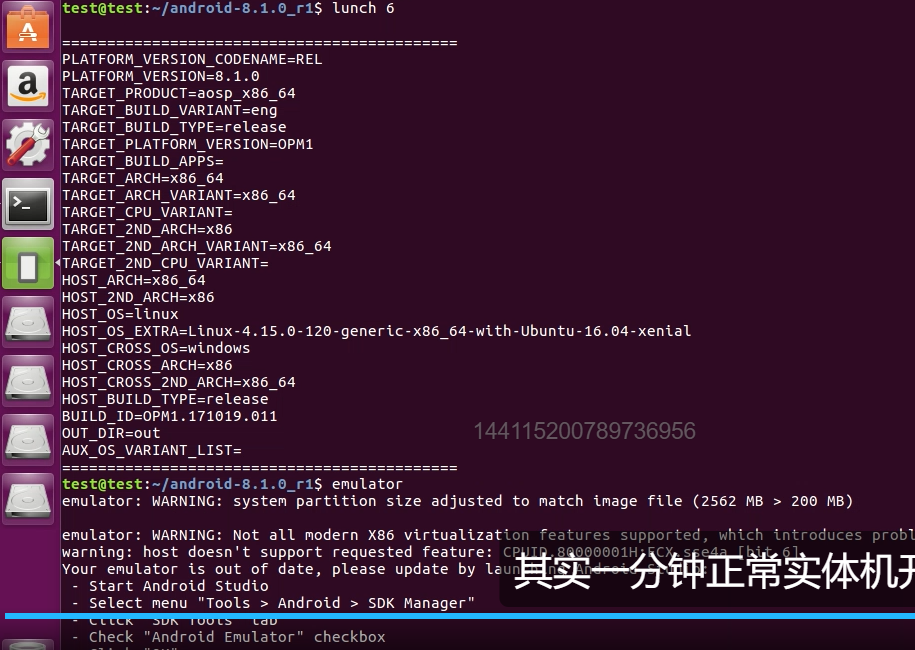 test@test:~/android-8.1.0_r1$ lunch 6
============================================
PLATFORM_VERSION_CODENAME=REL
PLATFORM_VERSION=8.1.0
TARGET_PRODUCT=aosp_x86_64
TARGET_BUILD_VARIANT=eng
TARGET_BUILD_TYPE=release
TARGET_PLATFORM_VERSION=OPM1
TARGET_BUILD_APPS=
TARGET_ARCH=x86_64
TARGET_ARCH_VARIANT=x86_64
TARGET_CPU_VARIANT=
TARGET_2ND_ARCH=x86
TARGET_2ND_ARCH_VARIANT=x86_64
TARGET_2ND_CPU_VARIANT=
HOST_ARCH=x86_64
HOST_2ND_ARCH=x86
HOST_OS=linux
HOST_OS_EXTRA=Linux-4.15.0-120-generic-x86_64-with-Ubuntu-16.04-xenial
HOST_CROSS_OS=windows
HOST_CROSS_ARCH=x86
HOST_CROSS_2ND_ARCH=x86_64
HOST_BUILD_TYPE=release
BUILD_ID=OPM1.171019.011
OUT_DIR=out
AUX_OS_VARIANT_LIST=
============================================
144115200789736956
test@test:~/android-8.1.0_r1$ emulator
emulator: WARNING: system partition size adjusted to match image file (2562 MB > 200 MB)
emulator: WARNING: Not all modern X86 virtualization features supported, which introduces probl
warning: host doesn't support requested feature: CPUID.80000001H:ECX.sse4a [bit 6]
Your emulator is out of date, please update by launching Android Studio:
- Start Android Studio
- Select menu "Tools > Android > SDK Manager"
- Click "SDK Tools" tab
- Check "Android Emulator" checkbox
其实一分钟正常实体机开